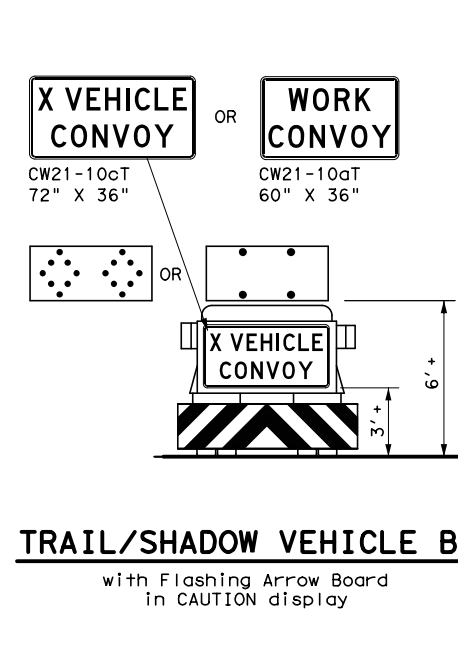 X VEHICLE
CONVOY
OR
WORK
CONVOY
CW21-10cT
72" X 36"
CW21-10aT
60" X 36"
OR
X VEHICLE
CONVOY
6'+
3'+
TRAIL/SHADOW VEHICLE B
with Flashing Arrow Board
in CAUTION display